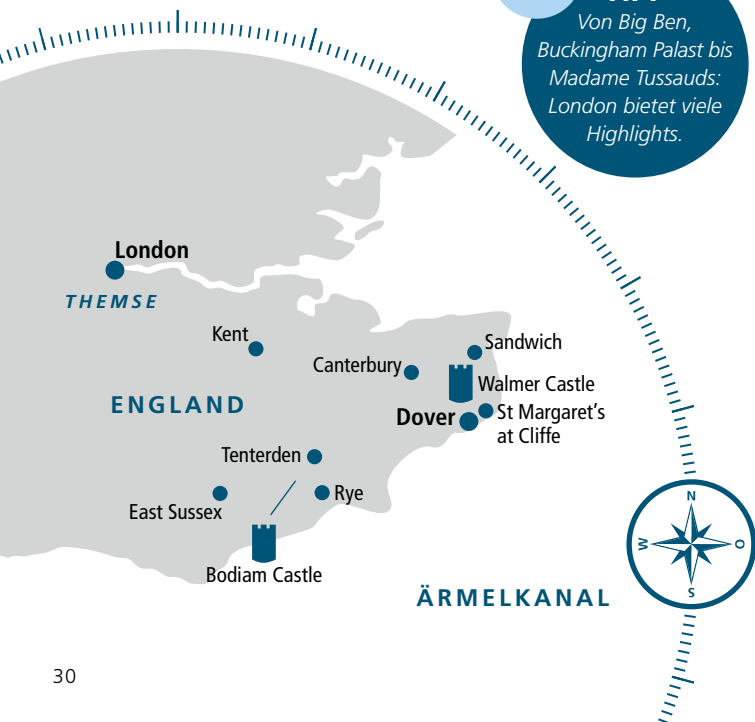 Von Big Ben,
Buckingham Palast bis
Madame Tussauds:
London bietet viele
Highlights.
London
THEMSE
Kent
Sandwich
Canterbury
Walmer Castle
ENGLAND
Dover
St Margaret's
at Cliffe
Tenterden
Rye
East Sussex
Bodiam Castle
ÄRMELKANAL
N
W
O
S
30